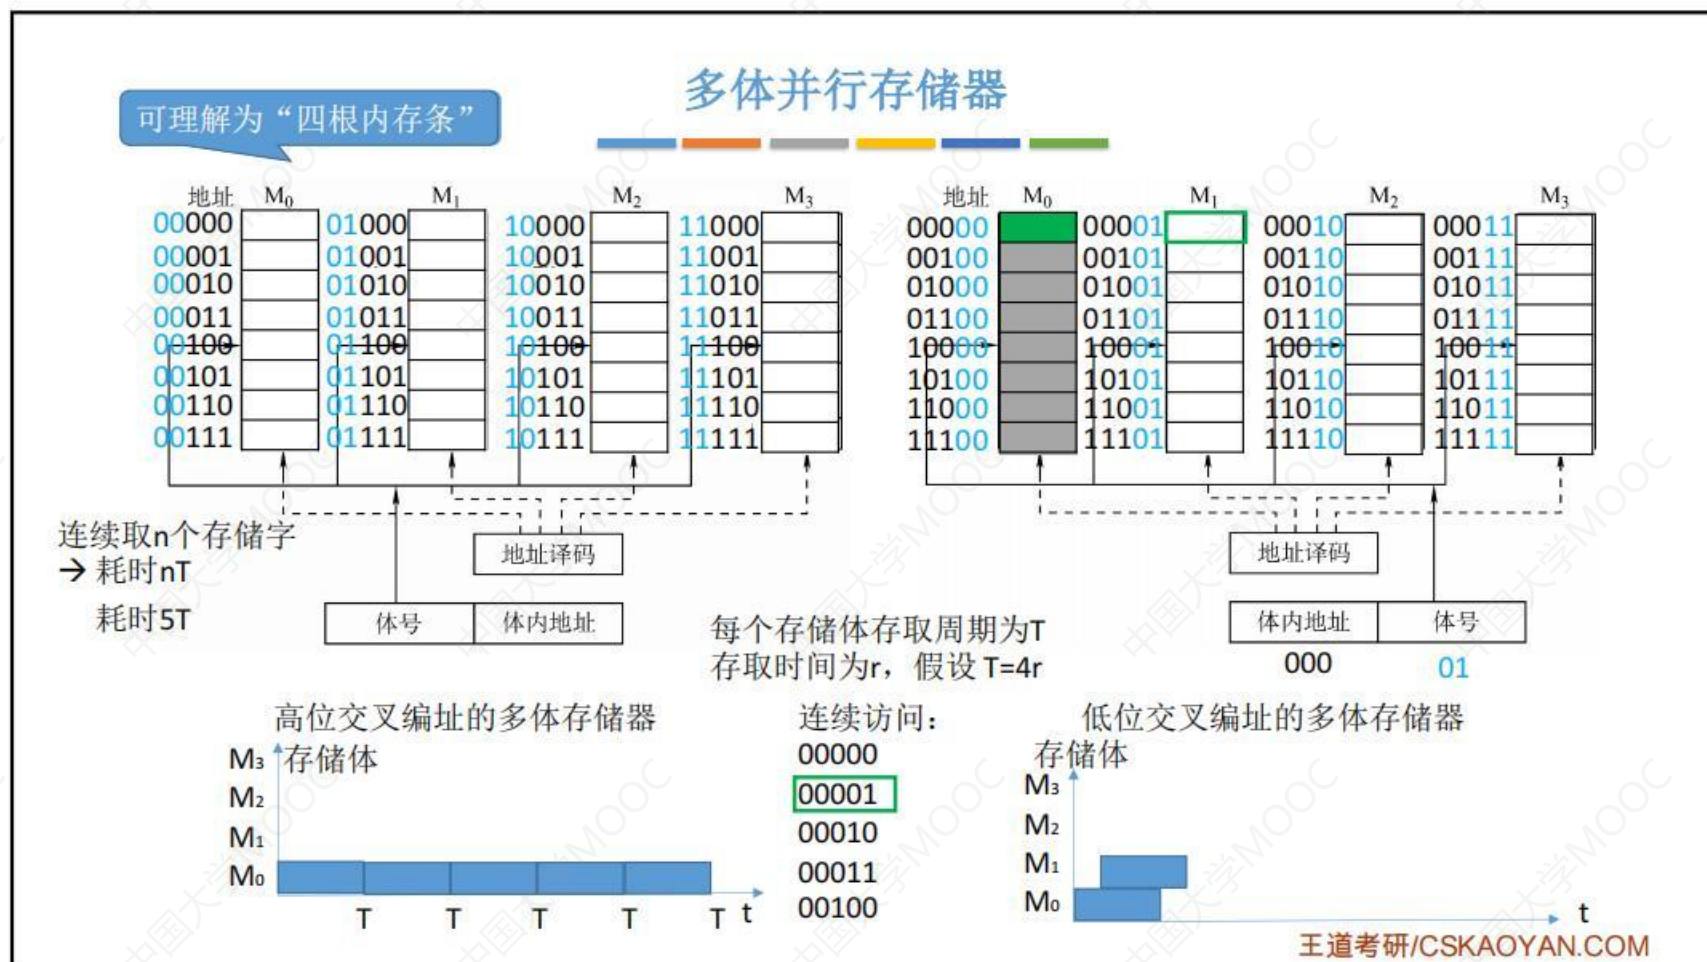 多体并行存储器
可理解为“四根内存条”
地址 M₀ M₁ M₂ M₃
00000 01000 10000 11000
00001 01001 10001 11001
00010 01010 10010 11010
00011 01011 10011 11011
00100 01100 10100 11100
00101 01101 10101 11101
00110 01110 10110 11110
00111 01111 10111 11111
地址译码
体号 体内地址
连续取n个存储字
→ 耗时nT
耗时5T
地址 M₀ M₁ M₂ M₃
00000 00001 00010 00011
00100 00101 00110 00111
01000 01001 01010 01011
01100 01101 01110 01111
10000 10001 10010 10011
10100 10101 10110 10111
11000 11001 11010 11011
11100 11101 11110 11111
地址译码
体内地址 体号
000 01
每个存储体存取周期为T
存取时间为r，假设 T=4r
高位交叉编址的多体存储器
存储体
M₃
M₂
M₁
M₀
T T T T T t
连续访问：
00000
00001
00010
00011
00100
低位交叉编址的多体存储器
存储体
M₃
M₂
M₁
M₀
t
王道考研/CSKAOYAN.COM
中国大学MOOC